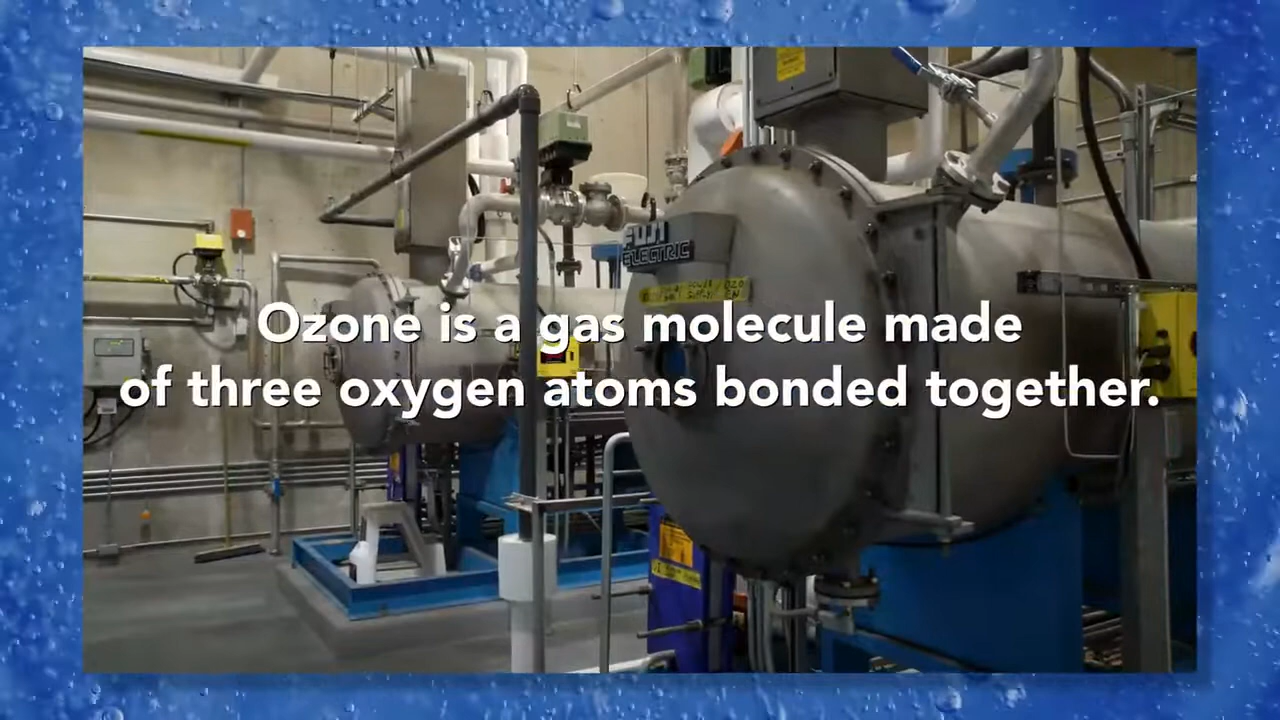 FUJI
ELECTRIC
Ozone is a gas molecule made
of three oxygen atoms bonded together.